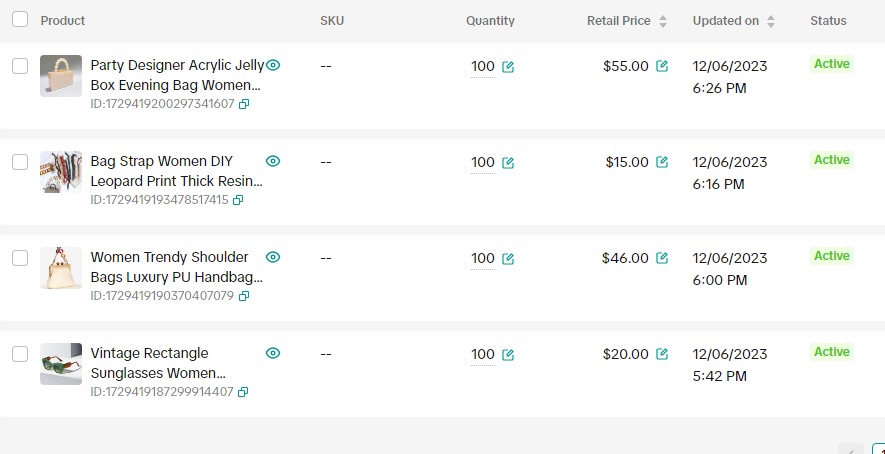 Product SKU Quantity Retail Price Updated on Status
Party Designer Acrylic Jelly -- 100 $55.00 12/06/2023 Active
Box Evening Bag Women... 6:26 PM
ID:1729419200297341607
Bag Strap Women DIY -- 100 $15.00 12/06/2023 Active
Leopard Print Thick Resin... 6:16 PM
ID:1729419193478517415
Women Trendy Shoulder -- 100 $46.00 12/06/2023 Active
Bags Luxury PU Handbag... 6:00 PM
ID:1729419190370407079
Vintage Rectangle -- 100 $20.00 12/06/2023 Active
Sunglasses Women... 5:42 PM
ID:1729419187299914407